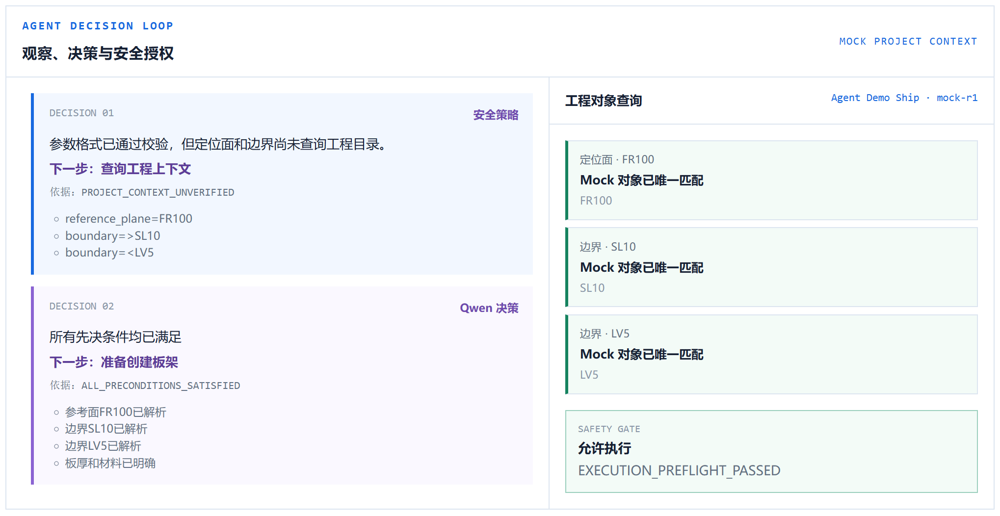 AGENT DECISION LOOP
观察、决策与安全授权
MOCK PROJECT CONTEXT
DECISION 01
安全策略
参数格式已通过校验，但定位面和边界尚未查询工程目录。
下一步：查询工程上下文
依据：PROJECT_CONTEXT_UNVERIFIED
reference_plane=FR100
boundary=>SL10
boundary=<LV5
DECISION 02
Qwen 决策
所有先决条件均已满足
下一步：准备创建板架
依据：ALL_PRECONDITIONS_SATISFIED
参考面FR100已解析
边界SL10已解析
边界LV5已解析
板厚和材料已明确
工程对象查询
Agent Demo Ship · mock-r1
定位面 · FR100
Mock 对象已唯一匹配
FR100
边界 · SL10
Mock 对象已唯一匹配
SL10
边界 · LV5
Mock 对象已唯一匹配
LV5
SAFETY GATE
允许执行
EXECUTION_PREFLIGHT_PASSED